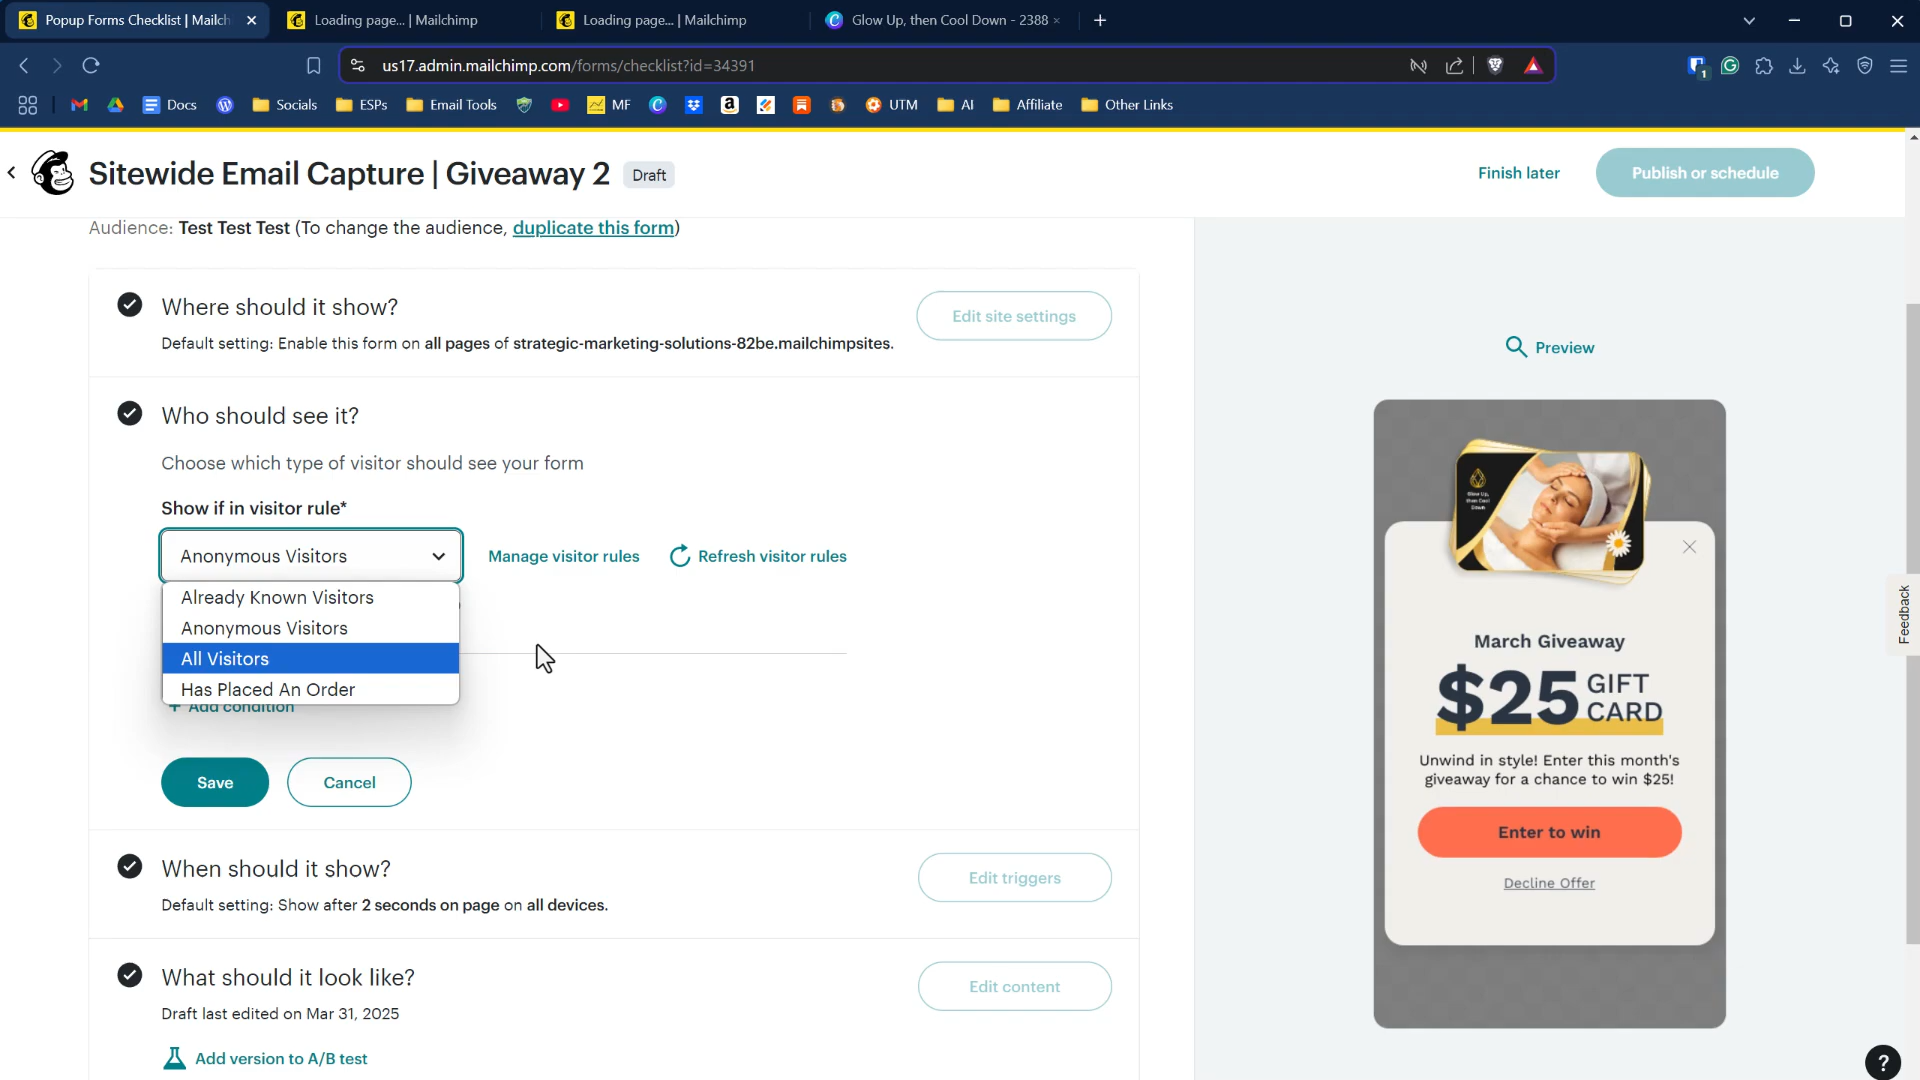 Popup Forms Checklist | Mailch
Loading page... | Mailchimp
Loading page... | Mailchimp
Glow Up, then Cool Down - 2388
us17.admin.mailchimp.com/forms/checklist?id=34391
Docs
Socials
ESPs
Email Tools
MF
UTM
AI
Affiliate
Other Links
Sitewide Email Capture | Giveaway 2
Draft
Finish later
Publish or schedule
Audience: Test Test Test (To change the audience, duplicate this form)
Where should it show?
Default setting: Enable this form on all pages of strategic-marketing-solutions-82be.mailchimpsites.
Edit site settings
Who should see it?
Choose which type of visitor should see your form
Show if in visitor rule*
Anonymous Visitors
Manage visitor rules
Refresh visitor rules
Already Known Visitors
Anonymous Visitors
All Visitors
Has Placed An Order
+ Add condition
Save
Cancel
When should it show?
Default setting: Show after 2 seconds on page on all devices.
Edit triggers
What should it look like?
Draft last edited on Mar 31, 2025
Edit content
Add version to A/B test
Preview
Glow Up,
then Cool
Down
March Giveaway
$25 GIFT
CARD
Unwind in style! Enter this month's
giveaway for a chance to win $25!
Enter to win
Decline Offer
Feedback
?